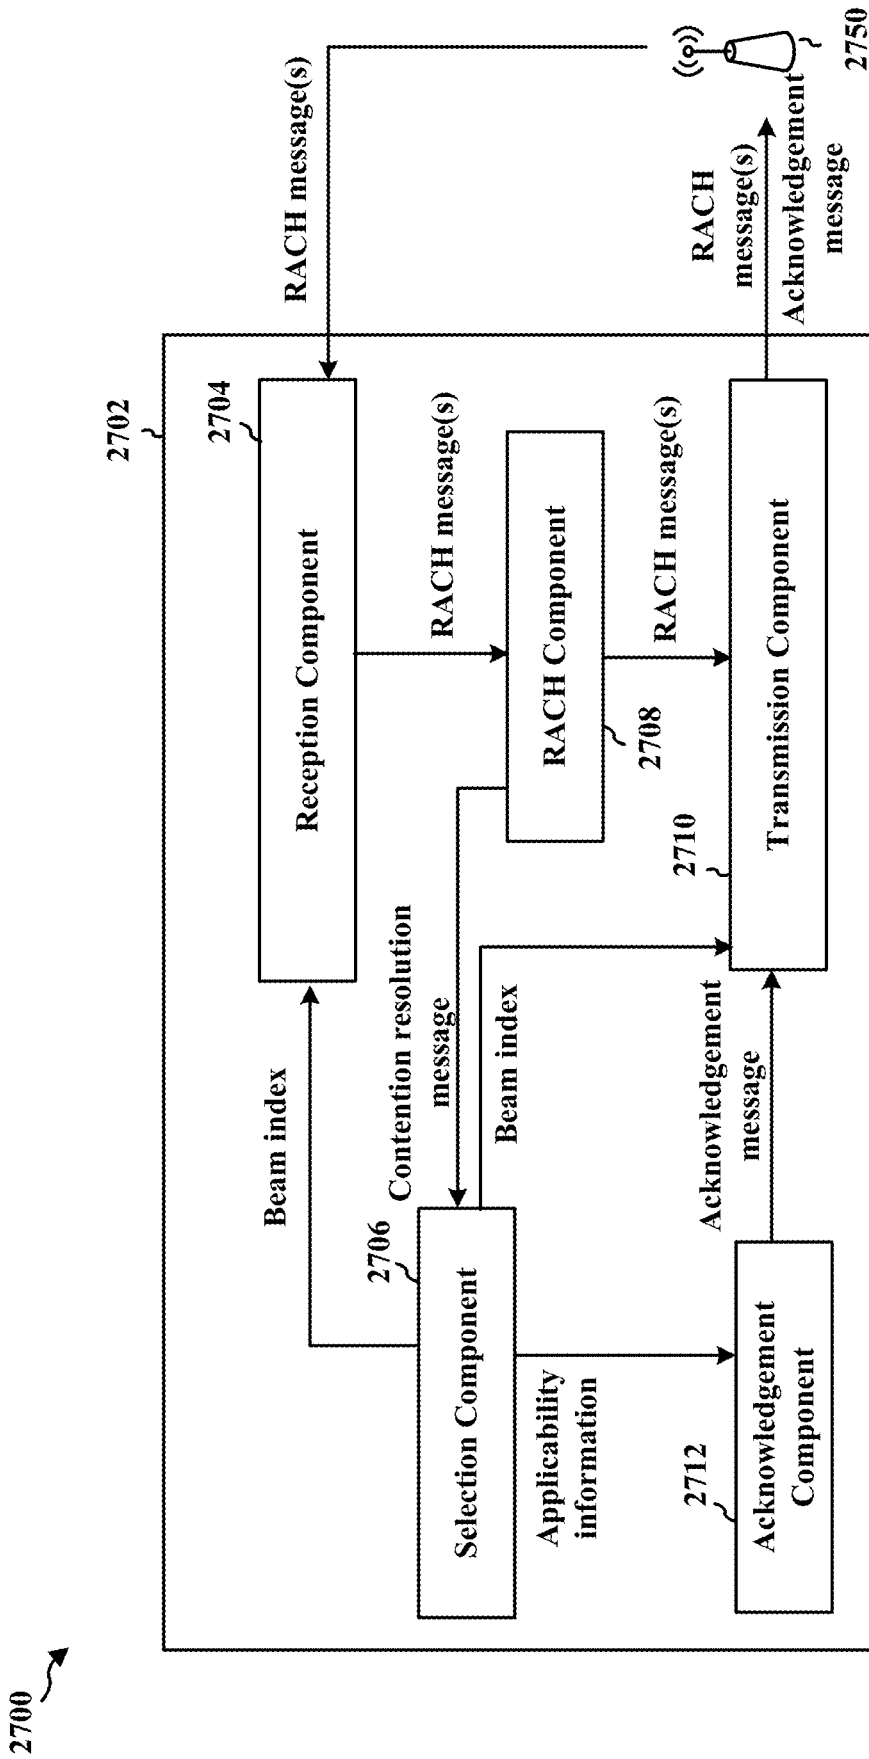 2700
2702
2704
Reception Component
RACH message(s)
Beam index
RACH message(s)
Contention resolution
message
2706
Selection Component
RACH Component
2708
Beam index
RACH message(s)
Applicability
information
2710
Transmission Component
Acknowledgement
message
2712
Acknowledgement
Component
RACH
message(s)
Acknowledgement
message
2750